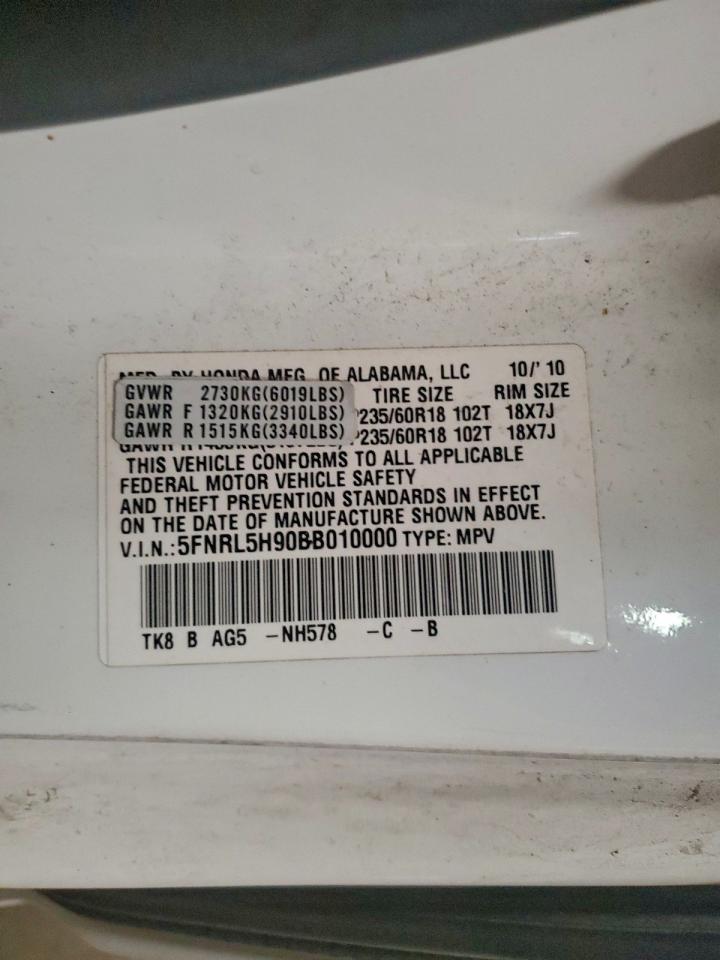 MFD. BY HONDA MFG. OF ALABAMA, LLC 10/'10
GVWR 2730KG(6019LBS) TIRE SIZE RIM SIZE
GAWR F 1320KG(2910LBS) P235/60R18 102T 18X7J
GAWR R 1515KG(3340LBS) P235/60R18 102T 18X7J
GAWR R
THIS VEHICLE CONFORMS TO ALL APPLICABLE
FEDERAL MOTOR VEHICLE SAFETY
AND THEFT PREVENTION STANDARDS IN EFFECT
ON THE DATE OF MANUFACTURE SHOWN ABOVE.
V.I.N.:5FNRL5H90BB010000 TYPE: MPV
TK8 B AG5 -NH578 -C -B